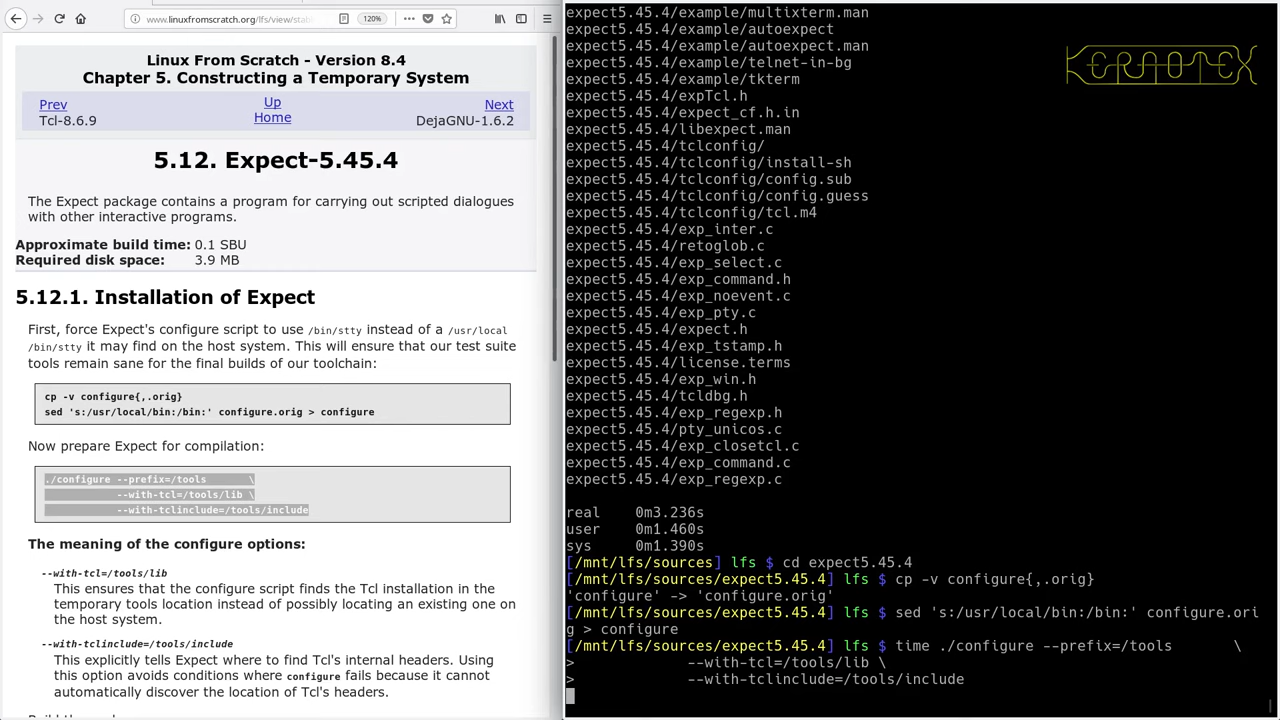 www.linuxfromscratch.org/lfs/view/stab
120%
Linux From Scratch - Version 8.4
Chapter 5. Constructing a Temporary System
Prev
Up
Next
Tcl-8.6.9
Home
DejaGNU-1.6.2
5.12. Expect-5.45.4
The Expect package contains a program for carrying out scripted dialogues
with other interactive programs.
Approximate build time: 0.1 SBU
Required disk space: 3.9 MB
5.12.1. Installation of Expect
First, force Expect's configure script to use /bin/stty instead of a /usr/local
/bin/stty it may find on the host system. This will ensure that our test suite
tools remain sane for the final builds of our toolchain:
cp -v configure{,.orig}
sed 's:/usr/local/bin:/bin:' configure.orig > configure
Now prepare Expect for compilation:
./configure --prefix=/tools       \
            --with-tcl=/tools/lib \
            --with-tclinclude=/tools/include
The meaning of the configure options:
--with-tcl=/tools/lib
This ensures that the configure script finds the Tcl installation in the
temporary tools location instead of possibly locating an existing one on
the host system.
--with-tclinclude=/tools/include
This explicitly tells Expect where to find Tcl's internal headers. Using
this option avoids conditions where configure fails because it cannot
automatically discover the location of Tcl's headers.
expect5.45.4/example/multixterm.man
expect5.45.4/example/autoexpect
expect5.45.4/example/autoexpect.man
expect5.45.4/example/telnet-in-bg
expect5.45.4/example/tkterm
expect5.45.4/expTcl.h
expect5.45.4/expect_cf.h.in
expect5.45.4/libexpect.man
expect5.45.4/tclconfig/
expect5.45.4/tclconfig/install-sh
expect5.45.4/tclconfig/config.sub
expect5.45.4/tclconfig/config.guess
expect5.45.4/tclconfig/tcl.m4
expect5.45.4/exp_inter.c
expect5.45.4/retoglob.c
expect5.45.4/exp_select.c
expect5.45.4/exp_command.h
expect5.45.4/exp_noevent.c
expect5.45.4/exp_pty.c
expect5.45.4/expect.h
expect5.45.4/exp_tstamp.h
expect5.45.4/license.terms
expect5.45.4/exp_win.h
expect5.45.4/tcldbg.h
expect5.45.4/exp_regexp.h
expect5.45.4/pty_unicos.c
expect5.45.4/exp_closetcl.c
expect5.45.4/exp_command.c
expect5.45.4/exp_regexp.c
real    0m3.236s
user    0m1.460s
sys     0m1.390s
[/mnt/lfs/sources] lfs $ cd expect5.45.4
[/mnt/lfs/sources/expect5.45.4] lfs $ cp -v configure{,.orig}
'configure' -> 'configure.orig'
[/mnt/lfs/sources/expect5.45.4] lfs $ sed 's:/usr/local/bin:/bin:' configure.ori
g > configure
[/mnt/lfs/sources/expect5.45.4] lfs $ time ./configure --prefix=/tools       \
>             --with-tcl=/tools/lib \
>             --with-tclinclude=/tools/include
KERNOTEX